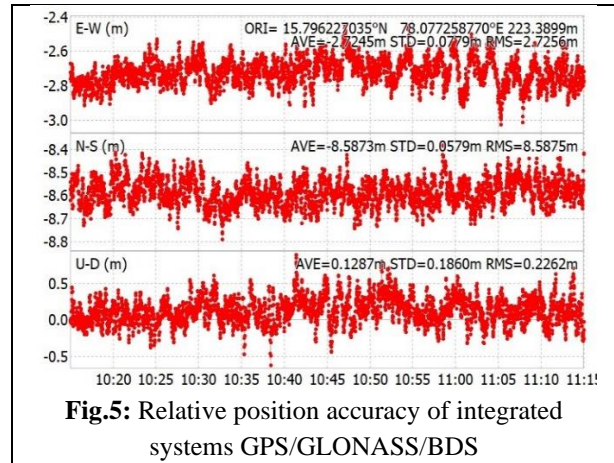 E-W (m) ORI= 15.796227035°N 78.077258770°E 223.3899m
AVE=-2.7245m STD=0.0779m RMS=2.7256m
-2.4
-2.6
-2.8
-3.0
N-S (m) AVE=-8.5873m STD=0.0579m RMS=8.5875m
-8.4
-8.5
-8.6
-8.7
-8.8
U-D (m) AVE=0.1287m STD=0.1860m RMS=0.2262m
0.5
0.0
-0.5
10:20 10:25 10:30 10:35 10:40 10:45 10:50 10:55 11:00 11:05 11:10 11:15
Fig.5: Relative position accuracy of integrated
systems GPS/GLONASS/BDS